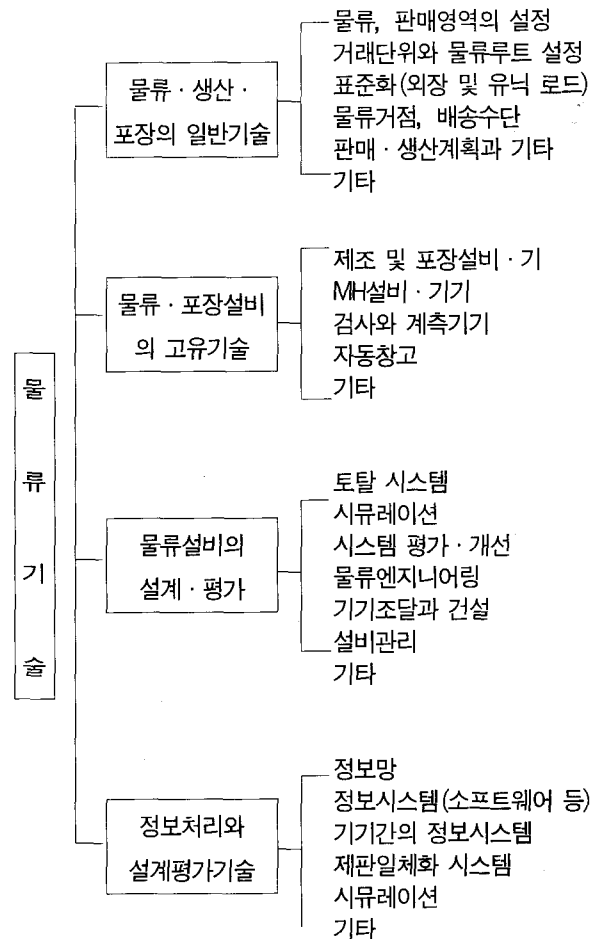 물류기술
물류 · 생산 ·
포장의 일반기술
물류, 판매영역의 설정
거래단위와 물류루트 설정
표준화(외장 및 유닉 로드)
물류거점, 배송수단
판매 · 생산계획과 기타
기타
물류 · 포장설비
의 고유기술
제조 및 포장설비 · 기
MH설비 · 기기
검사와 계측기기
자동창고
기타
물류설비의
설계 · 평가
토탈 시스템
시뮤레이션
시스템 평가 · 개선
물류엔지니어링
기기조달과 건설
설비관리
기타
정보처리와
설계평가기술
정보망
정보시스템(소프트웨어 등)
기기간의 정보시스템
제판일체화 시스템
시뮤레이션
기타